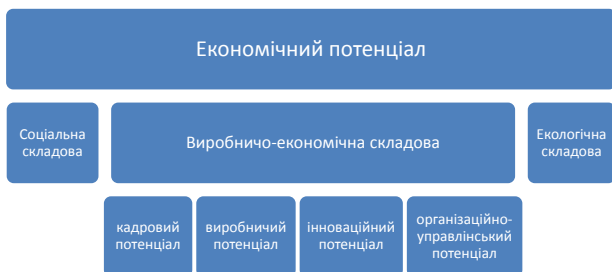 Економічний потенціал
Соціальна
складова
Виробничо-економічна складова
Екологічна
складова
кадровий
потенціал
виробничий
потенціал
інноваційний
потенціал
організаційно-
управлінський
потенціал